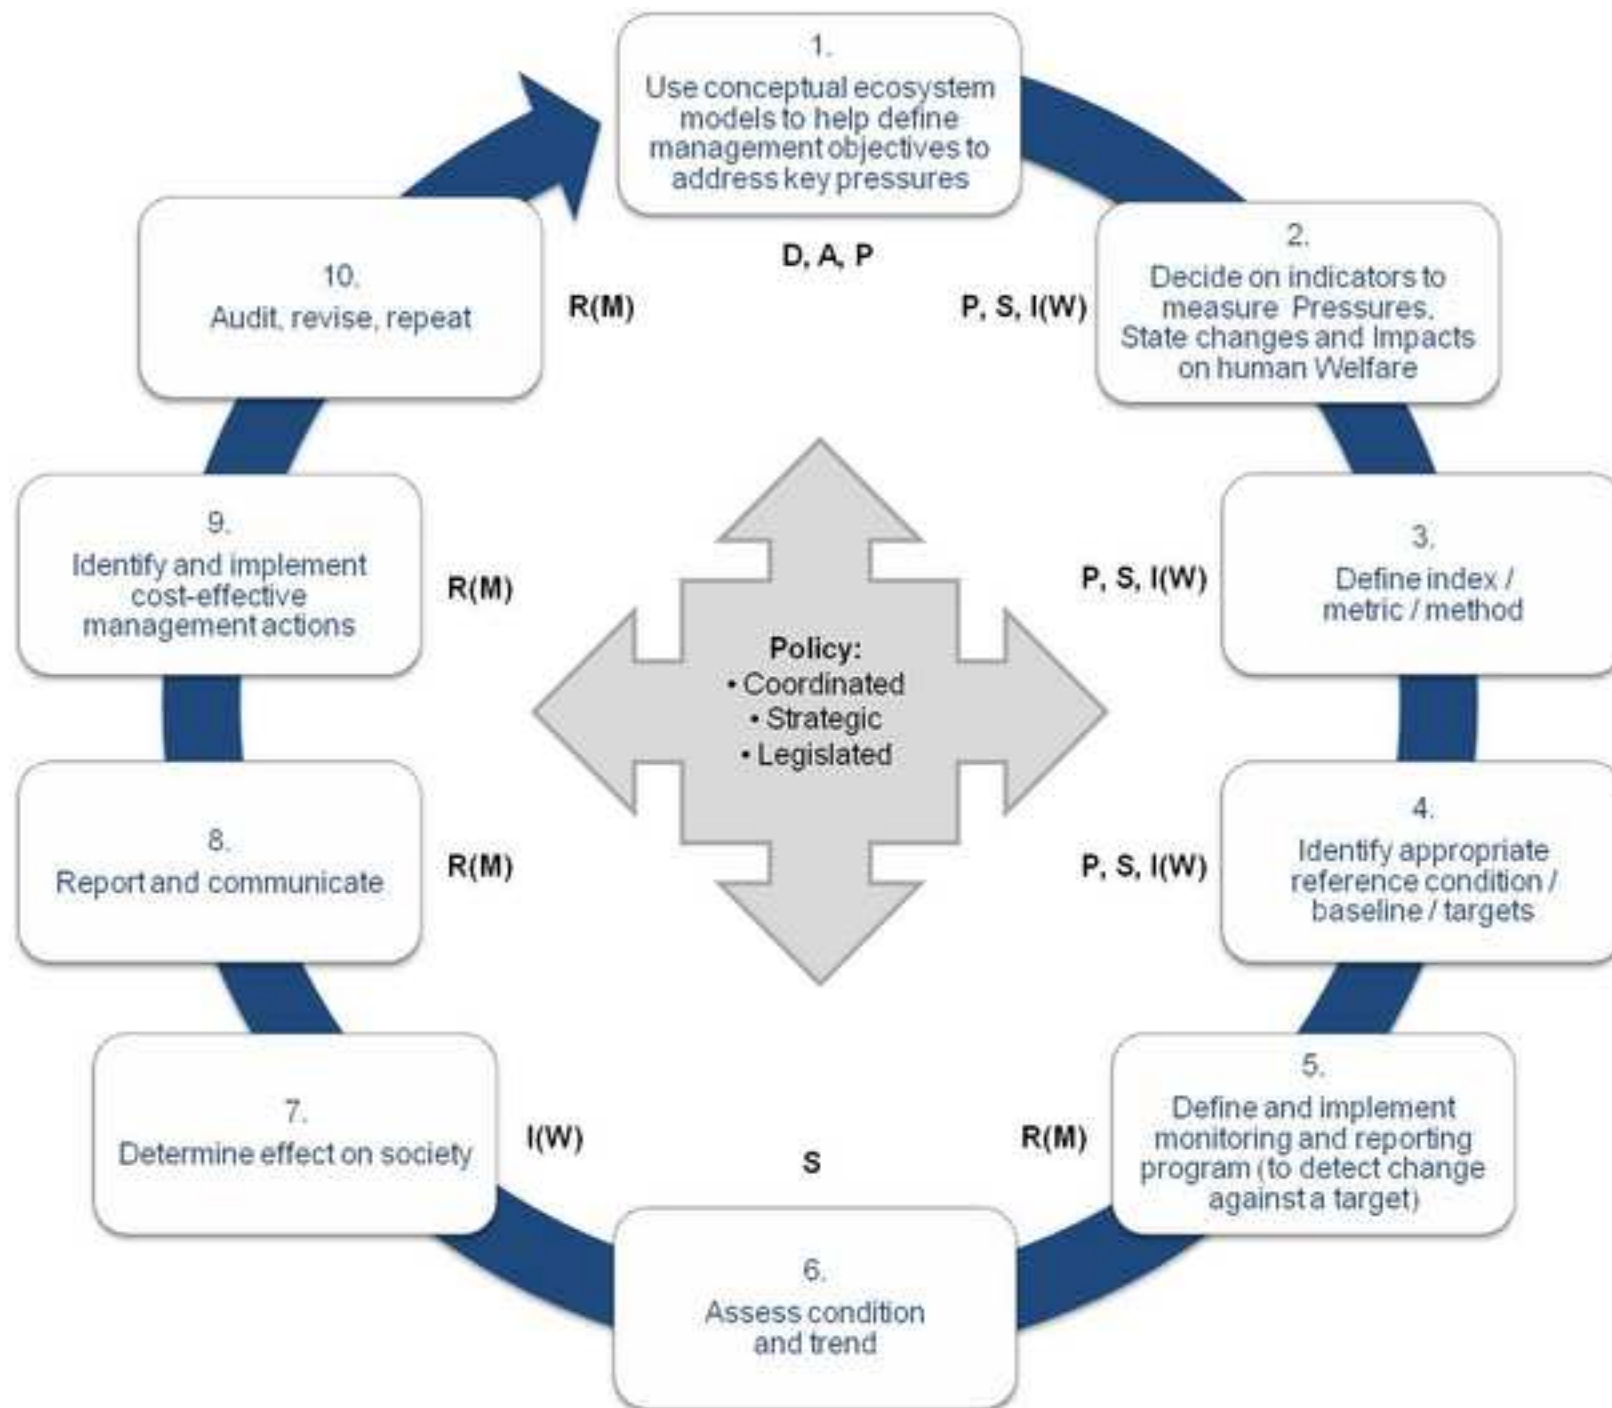 1.
Use conceptual ecosystem
models to help define
management objectives to
address key pressures
D, A, P
2.
Decide on indicators to
measure Pressures,
State changes and Impacts
on human Welfare
P, S, I(W)
3.
Define index /
metric / method
P, S, I(W)
4.
Identify appropriate
reference condition /
baseline / targets
P, S, I(W)
5.
Define and implement
monitoring and reporting
program (to detect change
against a target)
R(M)
6.
Assess condition
and trend
S
7.
Determine effect on society
I(W)
8.
Report and communicate
R(M)
9.
Identify and implement
cost-effective
management actions
R(M)
10.
Audit, revise, repeat
R(M)
Policy:
• Coordinated
• Strategic
• Legislated